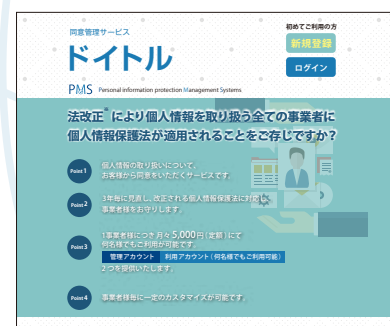 同意管理サービス
ドイトル
PMS Personal information protection Management Systems
初めてご利用の方
新規登録
ログイン
法改正※により個人情報を取り扱う全ての事業者に
個人情報保護法が適用されることをご存じですか?
Point 1
個人情報の取り扱いについて、
お客様から同意をいただくサービスです。
Point 2
3年毎に見直し、改正される個人情報保護法に対応し、
事業者様をお守りします。
Point 3
1事業者様につき 月々 5,000円(定額)にて
何名様でもご利用が可能です。
管理アカウント 利用アカウント(何名様でもご利用可能)
2つを提供いたします。
Point 4
事業者様毎に一定のカスタマイズが可能です。